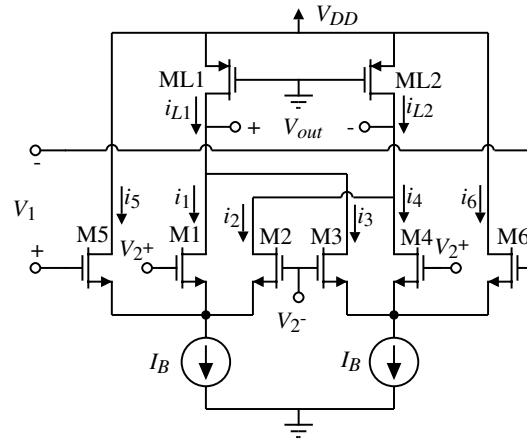 V_DD
ML1 ML2
i_L1 + V_out - i_L2
-
V_1
i_5 i_1 i_2 i_3 i_4 i_6
M5 V_2+ M1 M2 M3 M4 V_2+ M6
+
V_2-
I_B I_B